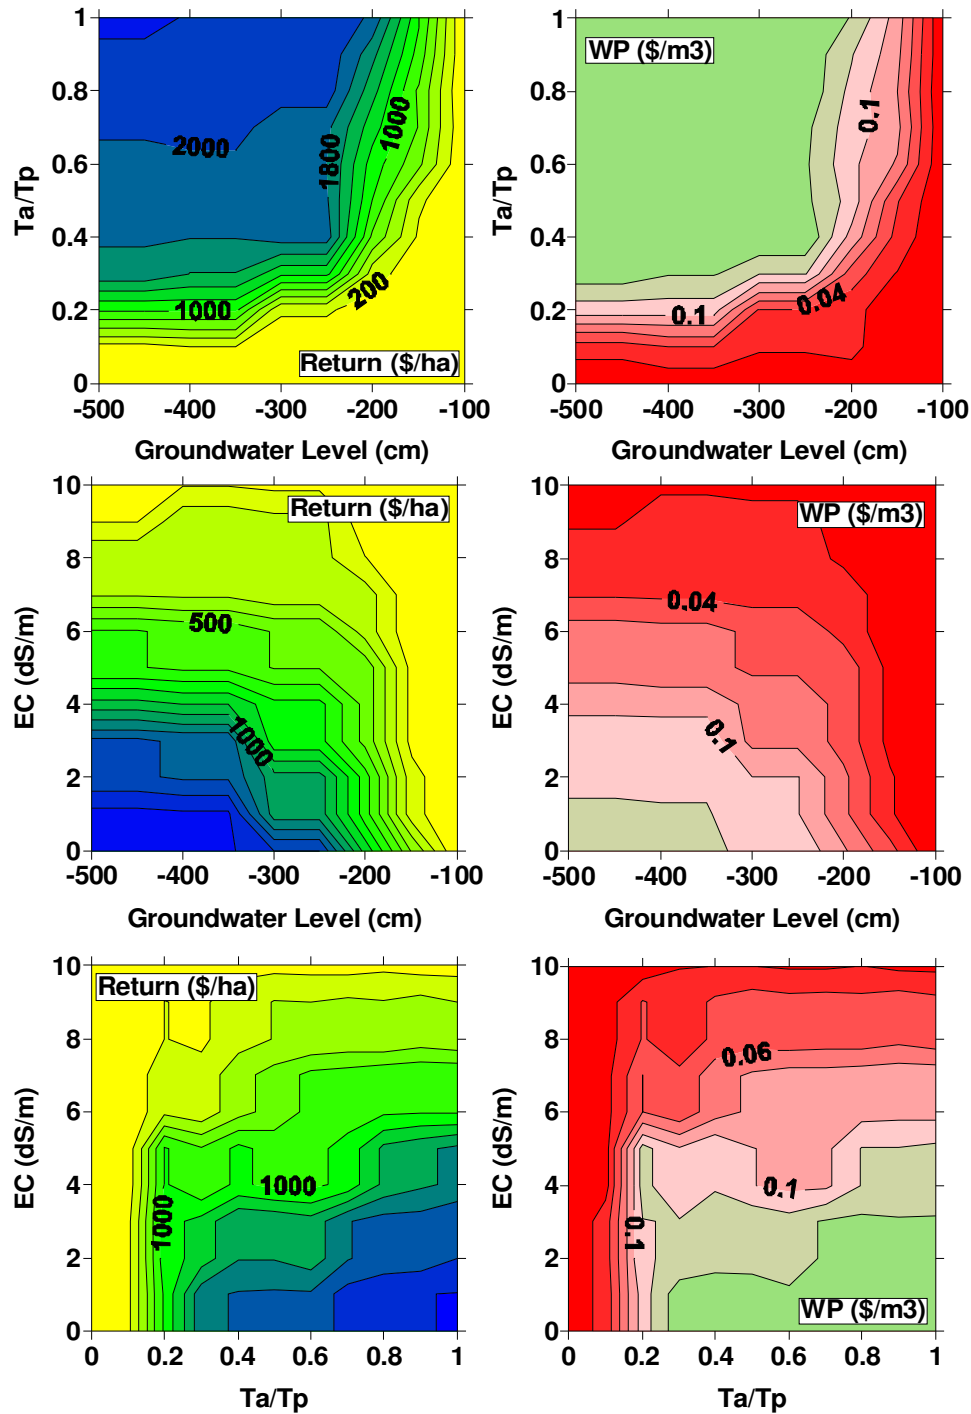 1
0.8
0.6
0.4
0.2
0
Ta/Tp
2000
1800
1000
1000
200
Return ($/ha)
-500 -400 -300 -200 -100
Groundwater Level (cm)
1
0.8
0.6
0.4
0.2
0
Ta/Tp
WP ($/m3)
0.1
0.1
0.04
-500 -400 -300 -200 -100
Groundwater Level (cm)
10
8
6
4
2
0
EC (dS/m)
Return ($/ha)
500
1000
-500 -400 -300 -200 -100
Groundwater Level (cm)
10
8
6
4
2
0
EC (dS/m)
WP ($/m3)
0.04
0.1
-500 -400 -300 -200 -100
Groundwater Level (cm)
10
8
6
4
2
0
EC (dS/m)
Return ($/ha)
1000
1000
0 0.2 0.4 0.6 0.8 1
Ta/Tp
10
8
6
4
2
0
EC (dS/m)
0.06
0.1
0.1
WP ($/m3)
0 0.2 0.4 0.6 0.8 1
Ta/Tp